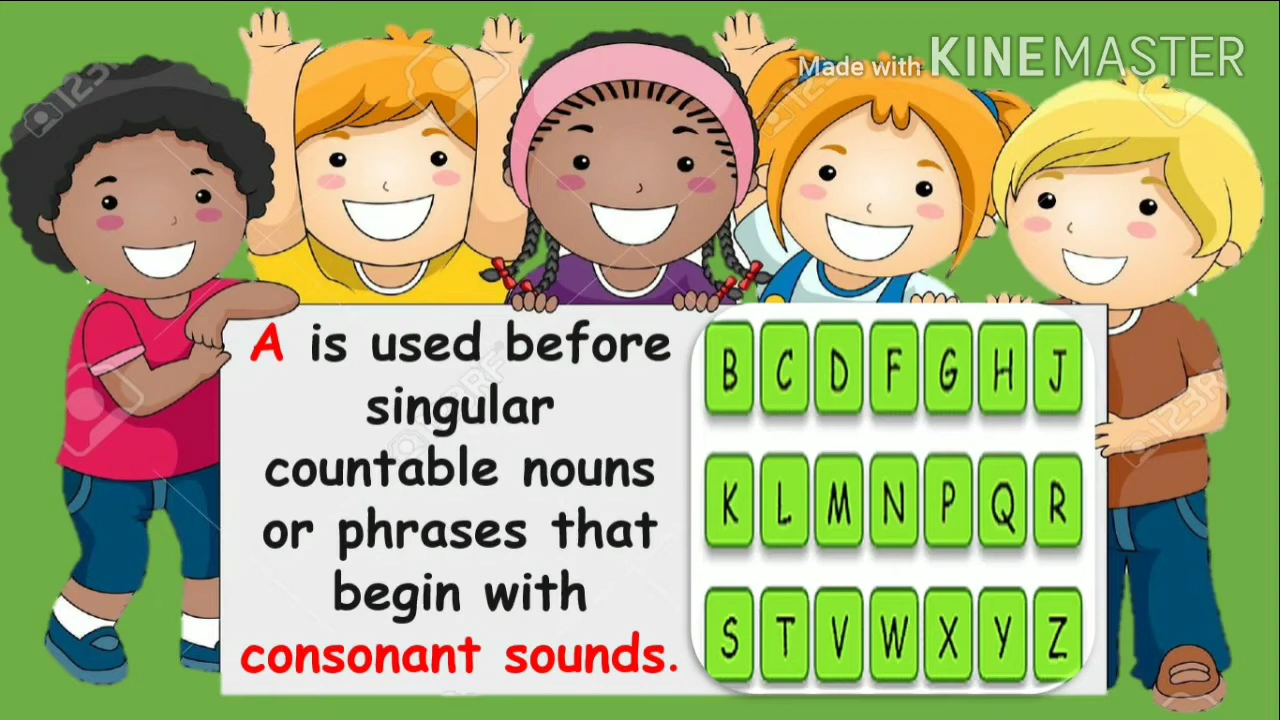 Made with KINEMASTER
A is used before
singular
countable nouns
or phrases that
begin with
consonant sounds.
B C D F G H J
K L M N P Q R
S T V W X Y Z